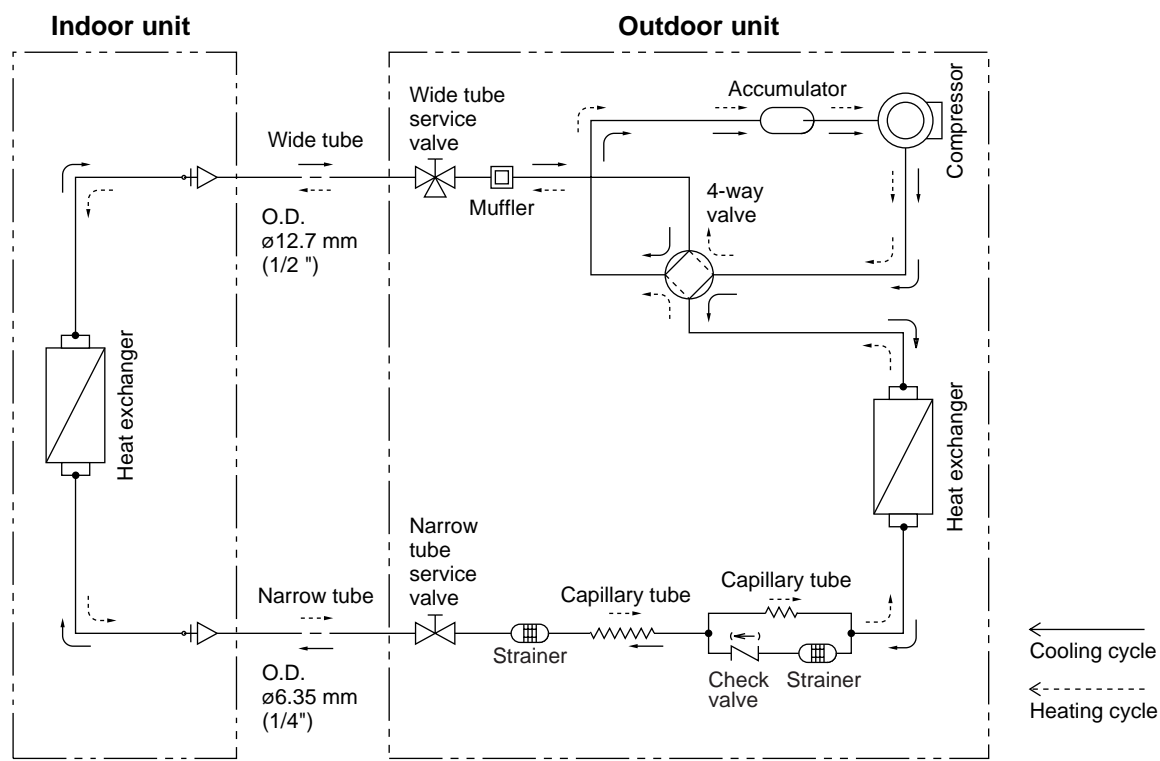 Indoor unit
Outdoor unit
Wide tube
service
valve
Accumulator
Compressor
Wide tube
Muffler
4-way
valve
O.D.
ø12.7 mm
(1/2 ")
Heat exchanger
Heat exchanger
Narrow
tube
service
valve
Narrow tube
Capillary tube
Capillary tube
Strainer
Check
valve
Strainer
O.D.
ø6.35 mm
(1/4")
Cooling cycle
Heating cycle